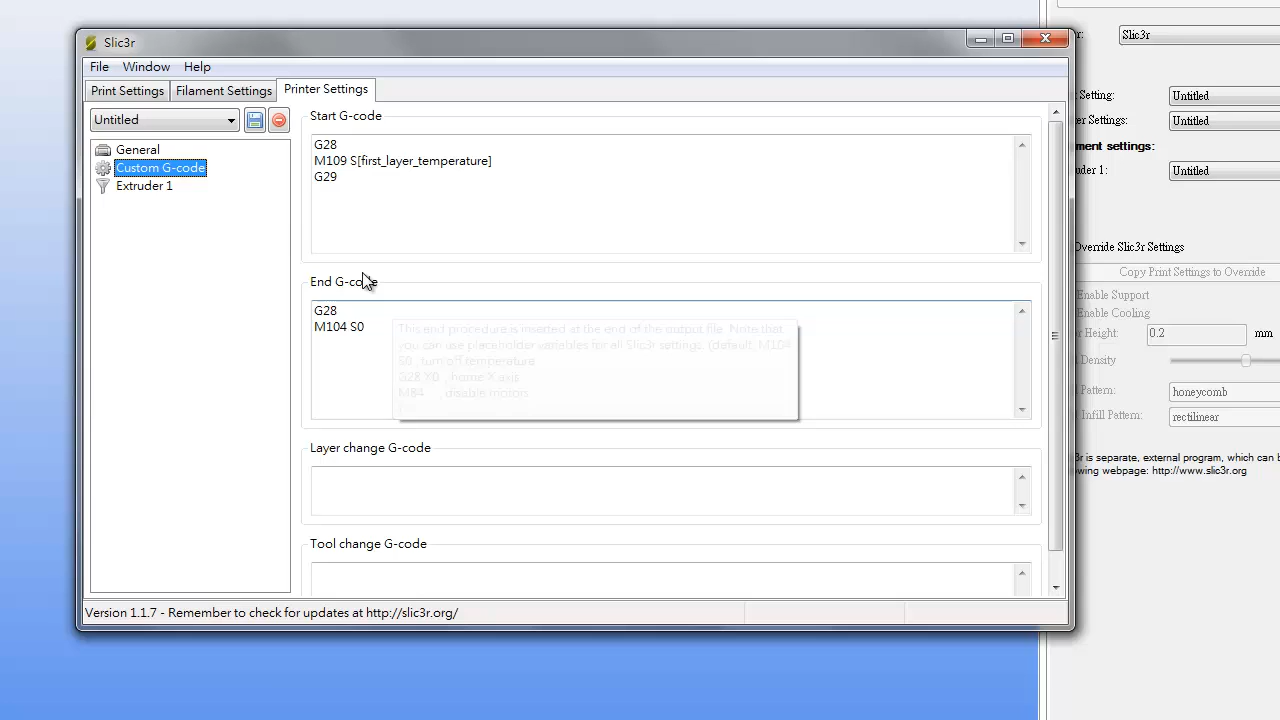 Slic3r
File Window Help
Print Settings Filament Settings Printer Settings
Untitled
General
Custom G-code
Extruder 1
Start G-code
G28
M109 S[first_layer_temperature]
G29
End G-code
G28
M104 S0
This end procedure is inserted at the end of the output file. Note that
you can use placeholder variables for all Slic3r settings. (default: M104
S0 ; turn off temperature
G28 X0 ; home X axis
M84 ; disable motors
Layer change G-code
Tool change G-code
Version 1.1.7 - Remember to check for updates at http://slic3r.org/
r: Slic3r
Setting: Untitled
er Settings: Untitled
ment settings:
uder 1: Untitled
Override Slic3r Settings
Copy Print Settings to Override
Enable Support
Enable Cooling
r Height: 0.2 mm
Density
Pattern: honeycomb
Infill Pattern: rectilinear
3r is separate, external program, which can b
owing webpage: http://www.slic3r.org